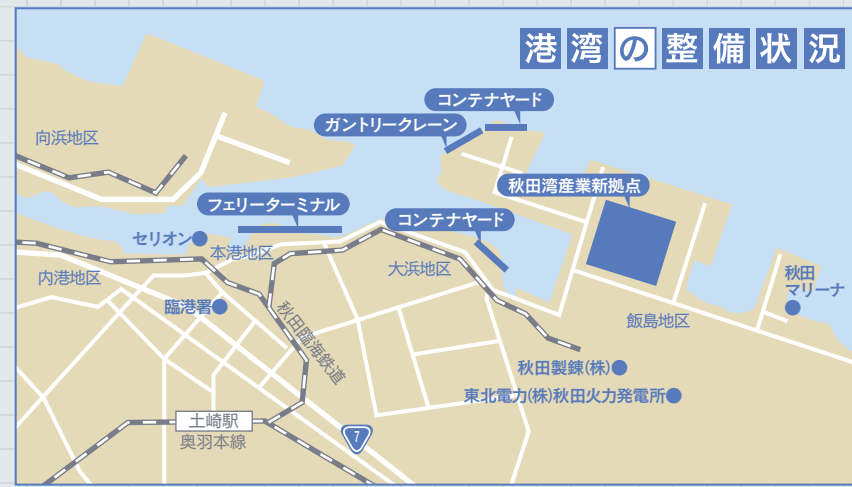 港湾の整備状況
コンテナヤード
ガントリークレーン
向浜地区
秋田湾産業新拠点
フェリーターミナル
コンテナヤード
セリオン
本港地区
内港地区
大浜地区
秋田
マリーナ
臨港署
飯島地区
秋田臨海鉄道
秋田製錬(株)
東北電力(株)秋田火力発電所
土崎駅
奥羽本線
7